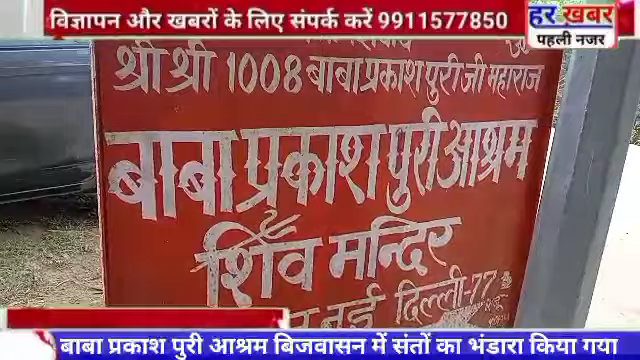 विज्ञापन और खबरों के लिए संपर्क करें 9911577850
हर खबर
पहली नजर
श्री श्री 1008 बाबा प्रकाश पुरी जी महाराज
बाबा प्रकाश पुरी आश्रम
शिव मन्दिर
नई दिल्ली-77
बाबा प्रकाश पुरी आश्रम बिजवासन में संतों का भंडारा किया गया